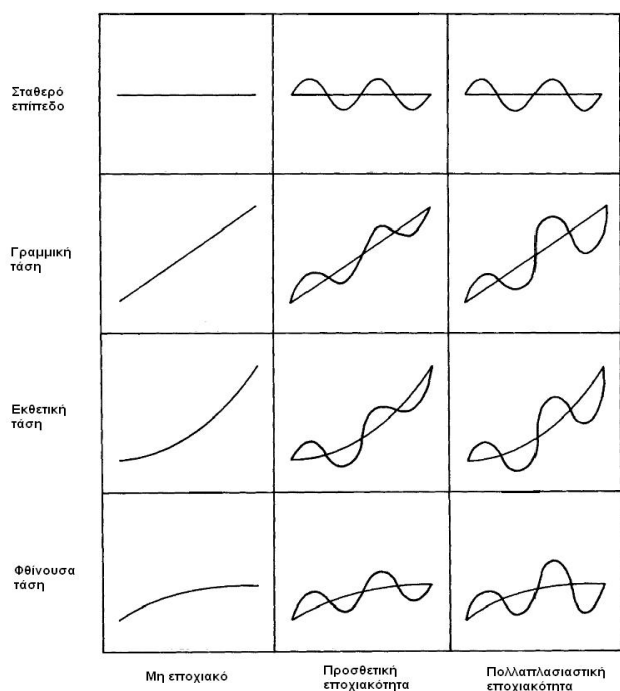 Σταθερό
επίπεδο
Γραμμική
τάση
Εκθετική
τάση
Φθίνουσα
τάση
Μη εποχιακό
Προσθετική
εποχιακότητα
Πολλαπλασιαστική
εποχιακότητα